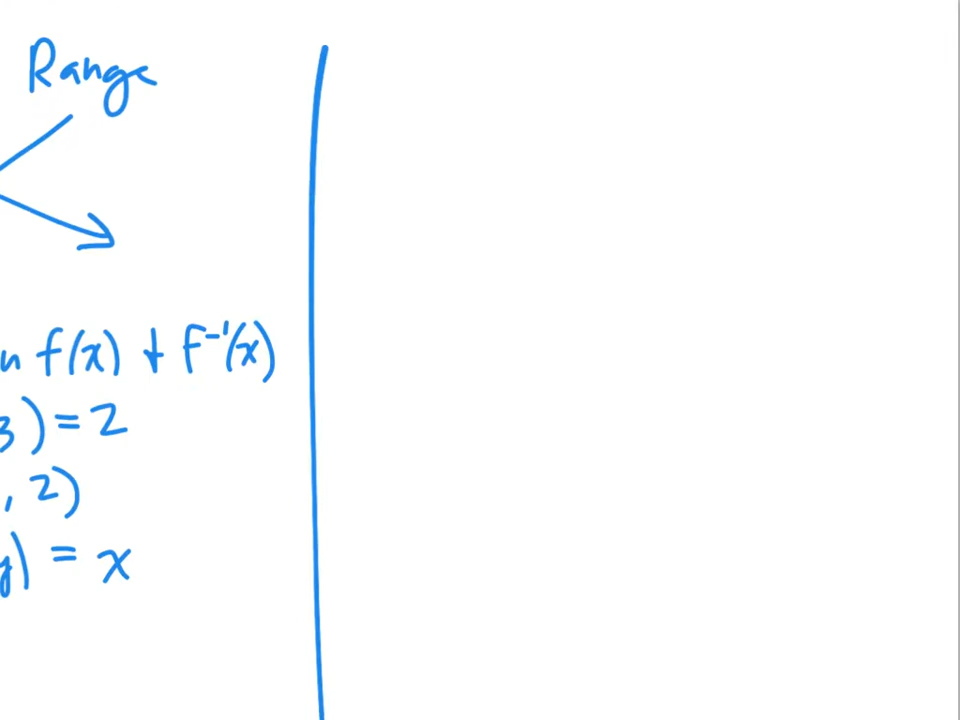 Range
n f(x) + f⁻¹(x)
3) = 2
, 2)
y) = x